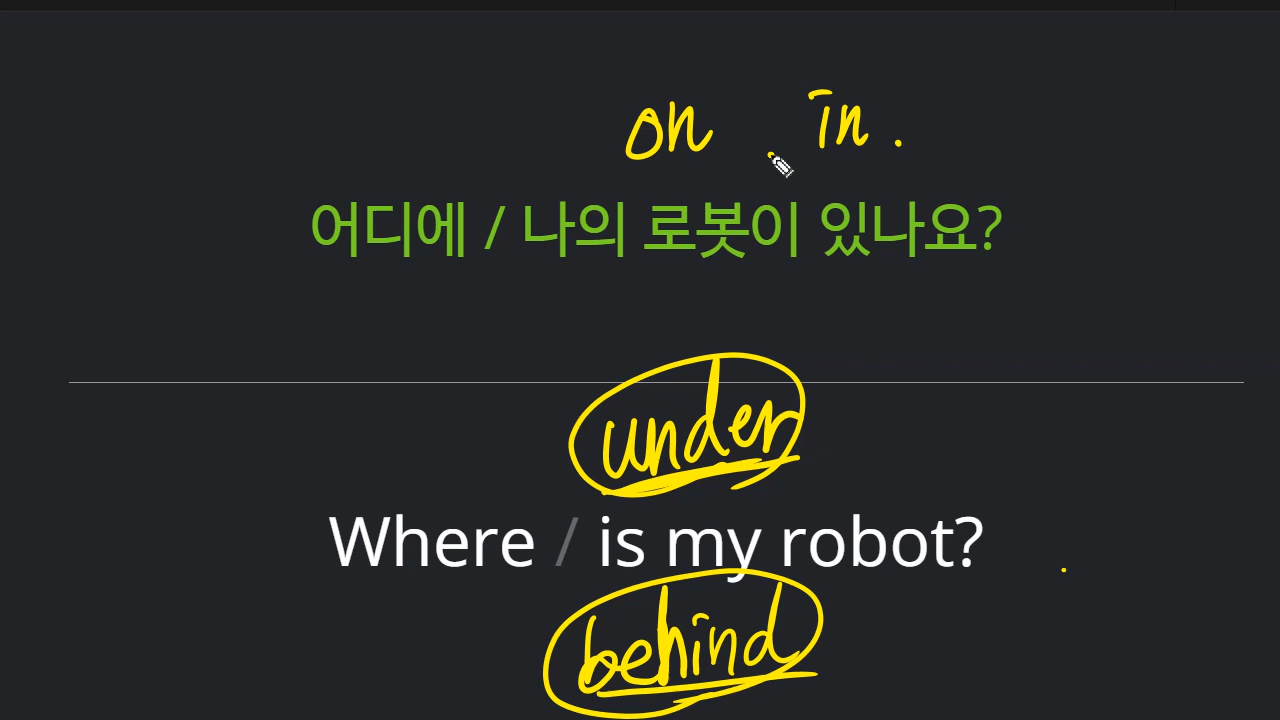 on in.
어디에 / 나의 로봇이 있나요?
under
Where / is my robot?
behind